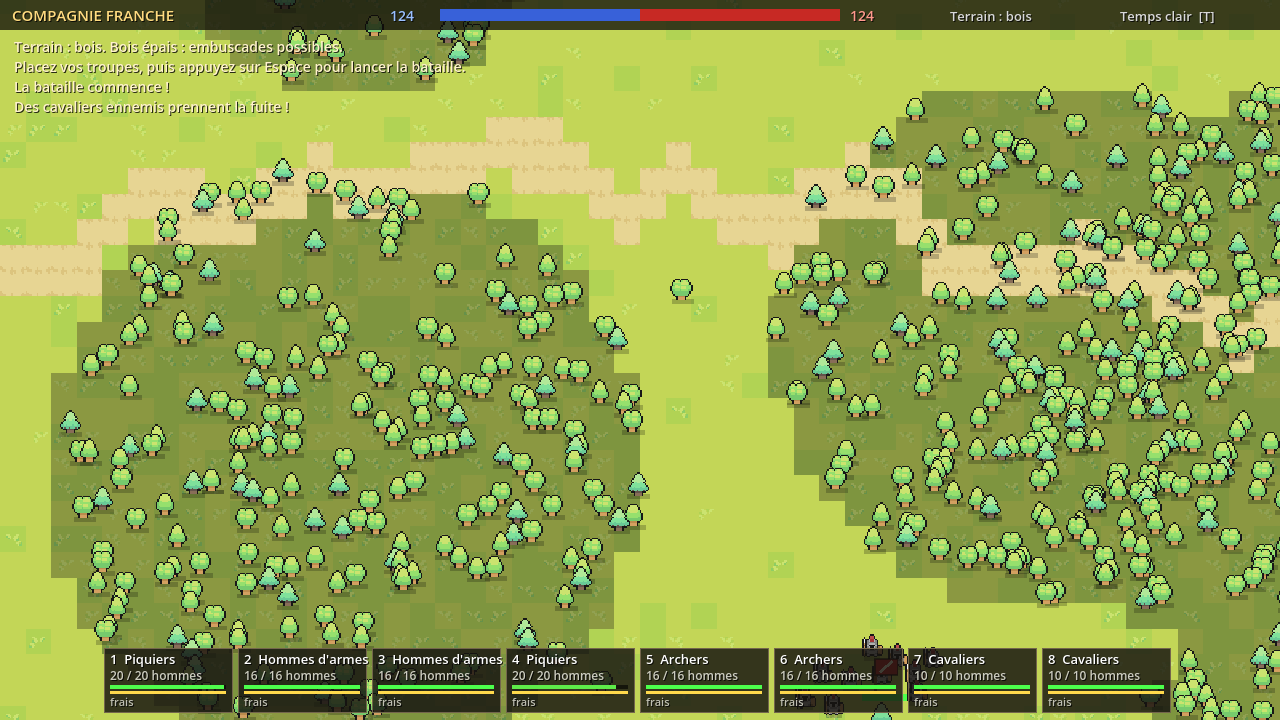 COMPAGNIE FRANCHE
124
124
Terrain : bois
Temps clair [T]
Terrain : bois. Bois épais : embuscades possibles.
Placez vos troupes, puis appuyez sur Espace pour lancer la bataille.
La bataille commence !
Des cavaliers ennemis prennent la fuite !
1 Piquiers
20 / 20 hommes
frais
2 Hommes d'armes
16 / 16 hommes
frais
3 Hommes d'armes
16 / 16 hommes
frais
4 Piquiers
20 / 20 hommes
frais
5 Archers
16 / 16 hommes
frais
6 Archers
16 / 16 hommes
frais
7 Cavaliers
10 / 10 hommes
frais
8 Cavaliers
10 / 10 hommes
frais